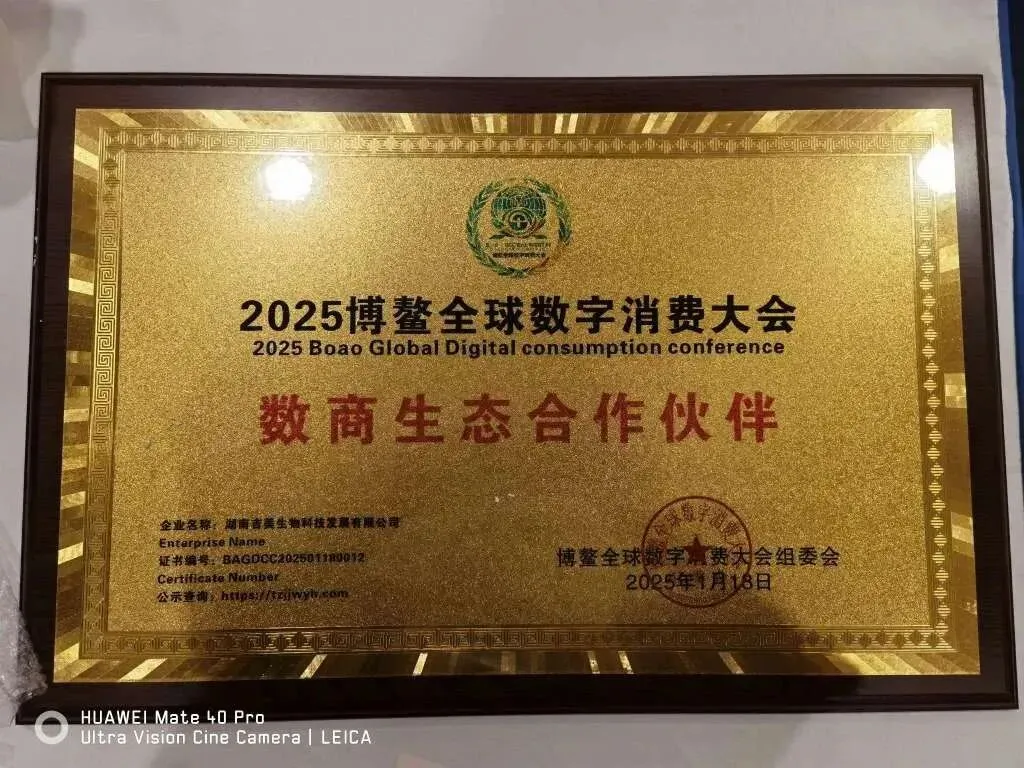 2025博鳌全球数字消费大会
2025 Boao Global Digital consumption conference
数商生态合作伙伴
企业名称：湖南吉美生物科技发展有限公司
Enterprise Name
证书编号：BAGDCC202501180012
Certificate Number
公示查询：https://tzjjwyh.com
博鳌全球数字消费大会组委会
2025年1月18日
HUAWEI Mate 40 Pro
Ultra Vision Cine Camera | LEICA